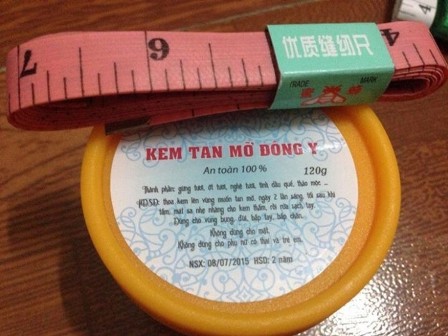 7
6
4
优质缝纫尺
TRADE MARK
KEM TAN MỠ ĐÔNG Y
An toàn 100 %
120g
Thành phần: gừng tươi, ớt tươi, nghệ tươi, tinh dầu quế, thảo mộc ...
HDSD: thoa kem lên vùng muốn tan mỡ, ngày 2 lần sáng, tối sau khi
tắm, mát xa nhẹ nhàng cho kem thấm, rồi rửa sạch tay.
Dùng cho vùng bụng, đùi, bắp tay, bắp chân.
Không dùng cho mặt.
Không dùng cho phụ nữ có thai và trẻ em.
NSX: 08/07/2015 HSD: 2 năm